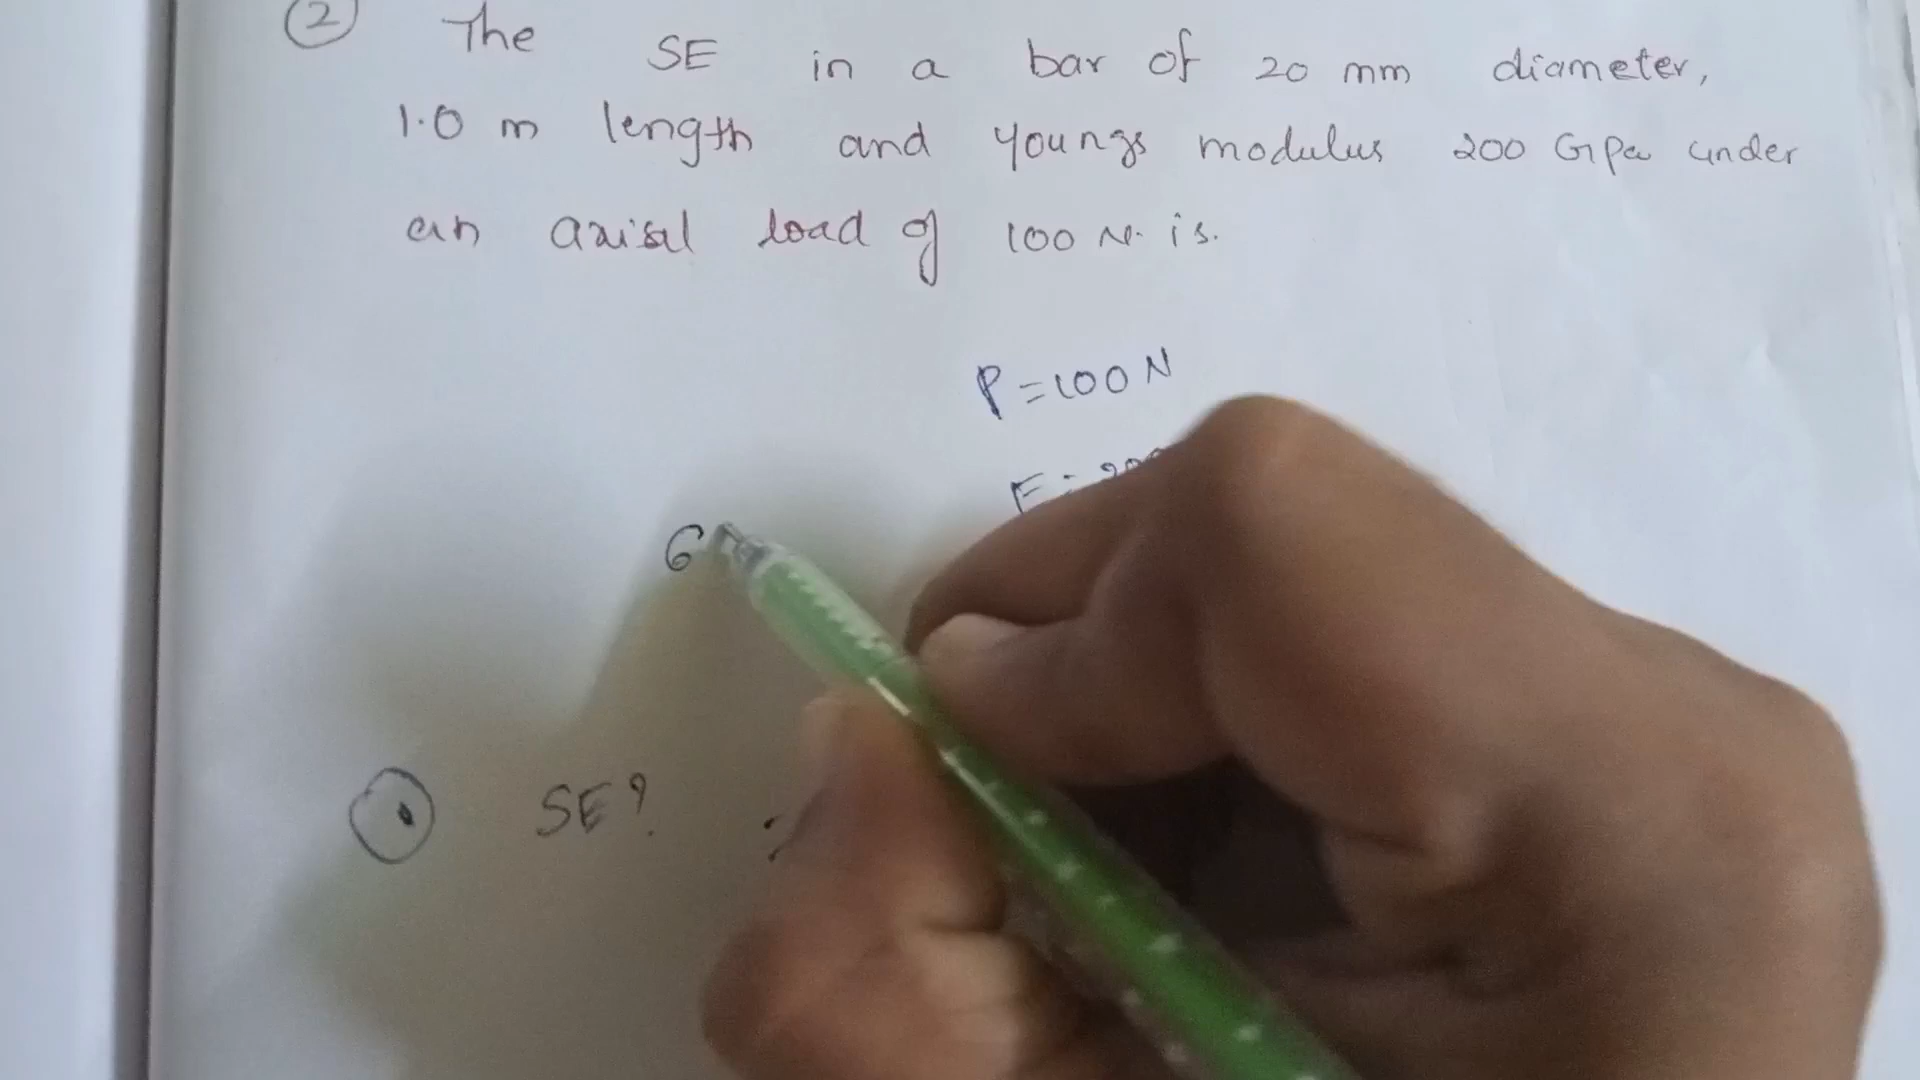 2 The SE in a bar of 20 mm diameter,
1.0 m length and youngs modulus 200 Gpa under
an axial load of 100 N. is.
P = 100 N
E =
6
SE?